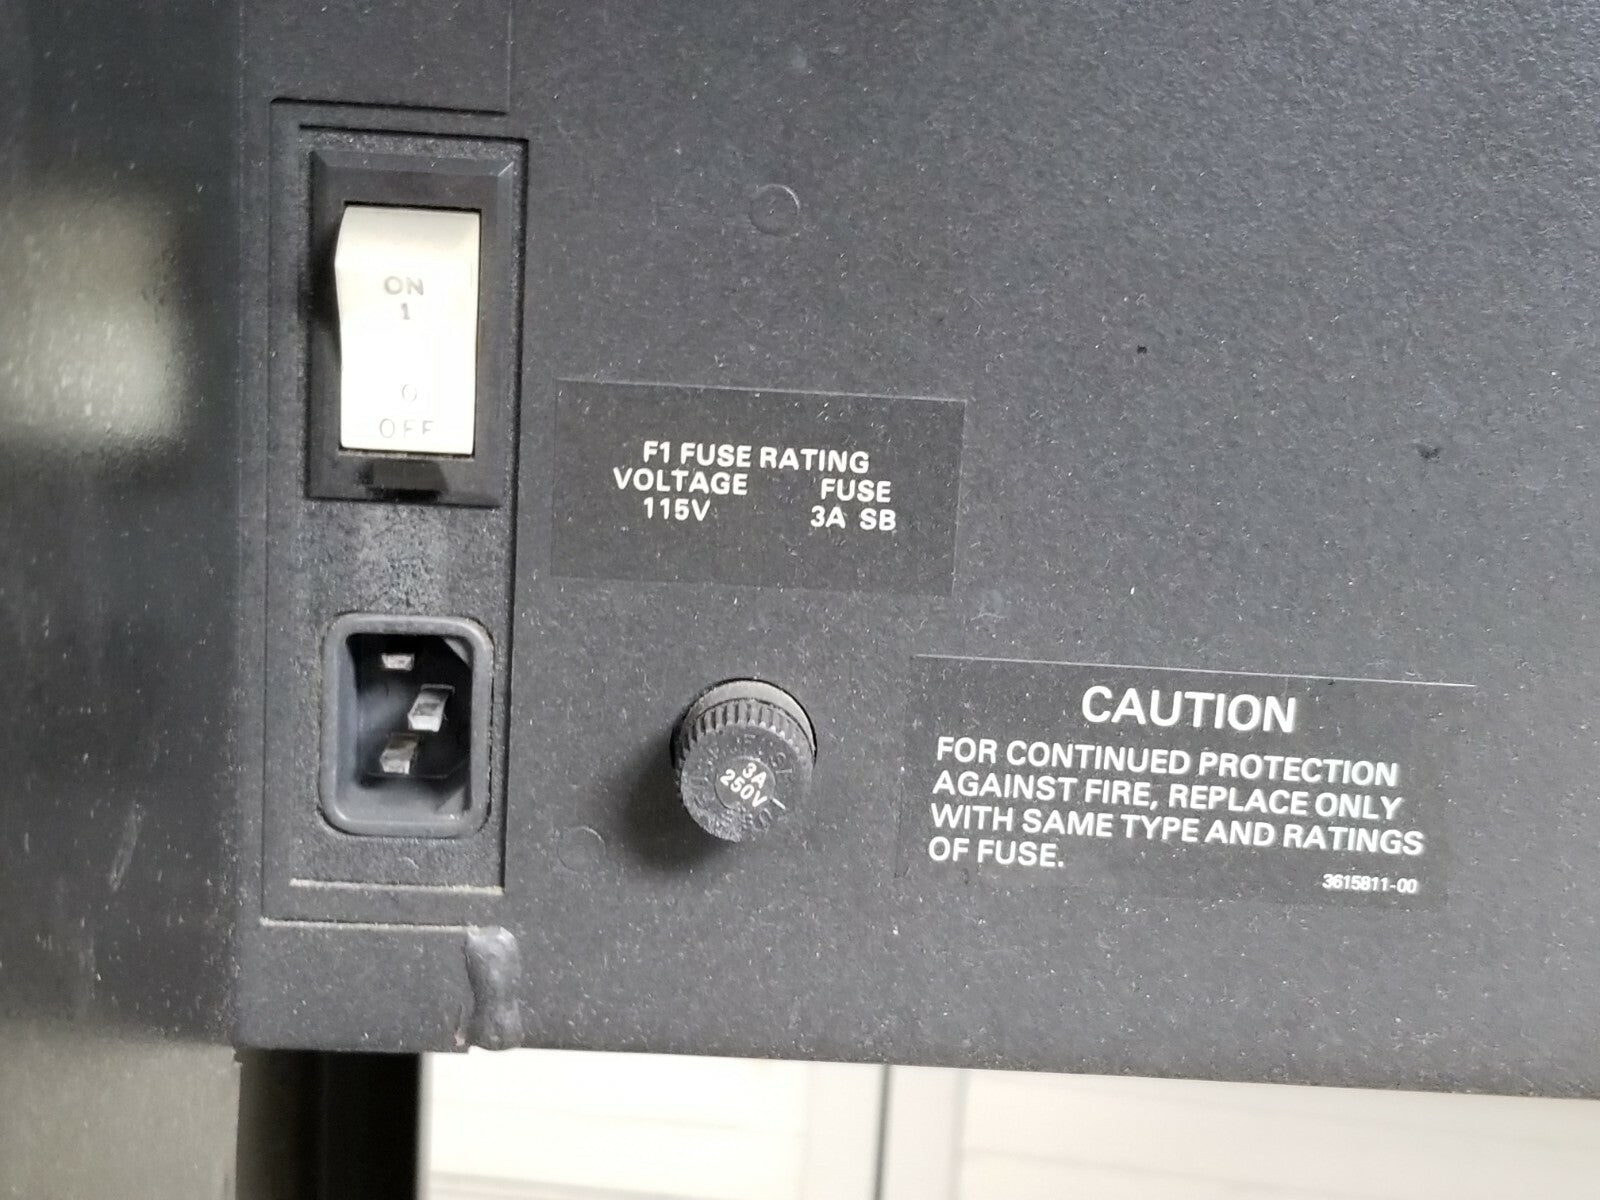 ON
1
O
OFF
F1 FUSE RATING
VOLTAGE FUSE
115V 3A SB
3A
250V
CAUTION
FOR CONTINUED PROTECTION
AGAINST FIRE, REPLACE ONLY
WITH SAME TYPE AND RATINGS
OF FUSE.
3615811-00